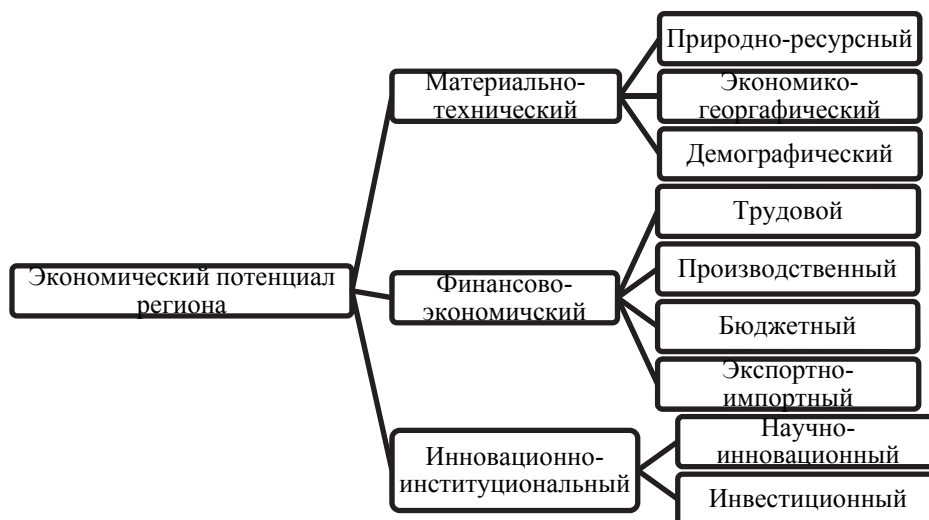 Природно-ресурсный
Материально-
технический
Экономико-
георгафический
Демографический
Трудовой
Экономический потенциал
региона
Финансово-
экономичский
Производственный
Бюджетный
Экспортно-
импортный
Инновационно-
институциональный
Научно-
инновационный
Инвестиционный